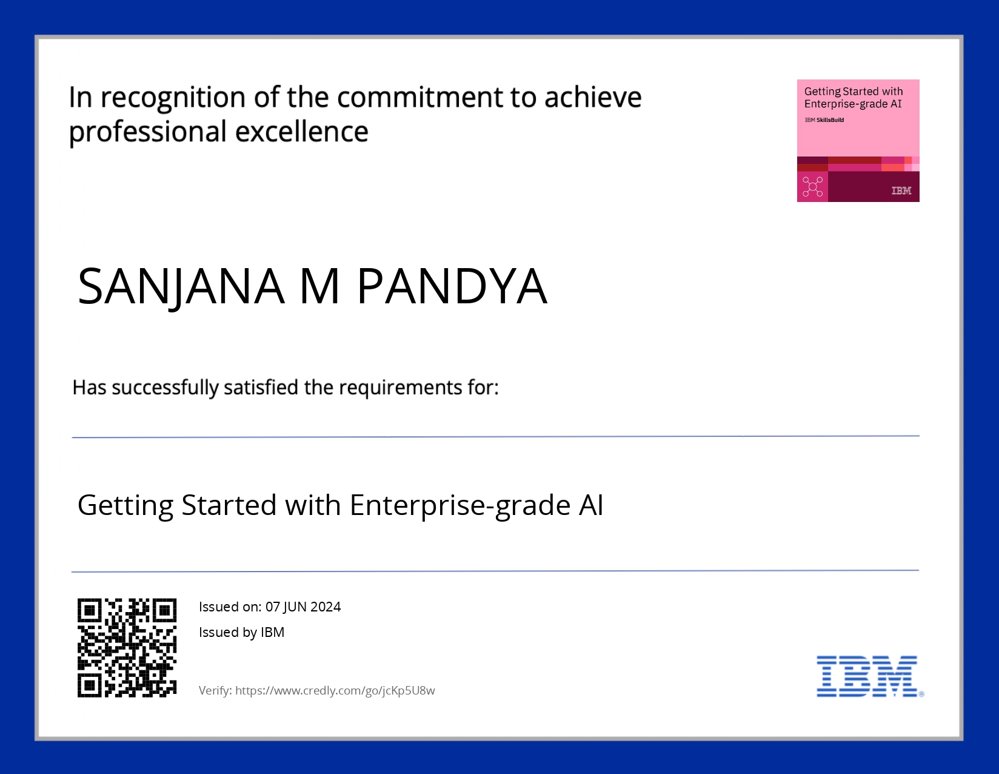 In recognition of the commitment to achieve
professional excellence
Getting Started with
Enterprise-grade AI
IBM SkillsBuild
IBM
SANJANA M PANDYA
Has successfully satisfied the requirements for:
Getting Started with Enterprise-grade AI
Issued on: 07 JUN 2024
Issued by IBM
Verify: https://www.credly.com/go/jcKp5U8w
IBM®